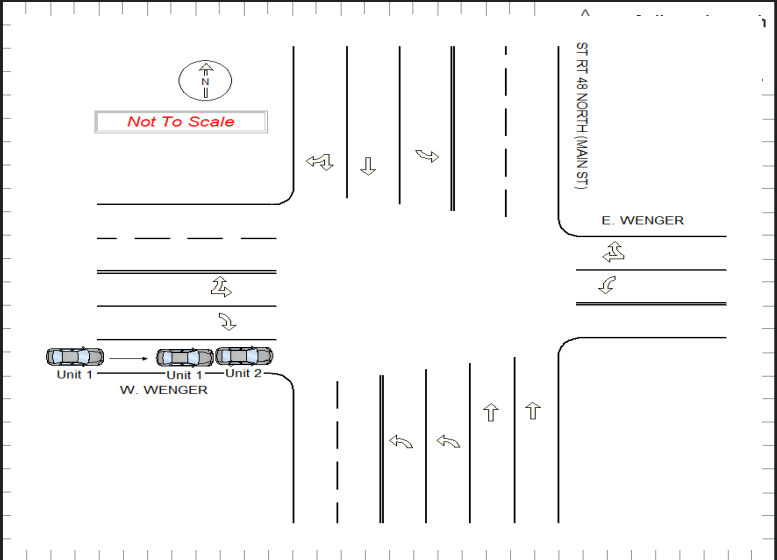 N
Not To Scale
ST RT 48 NORTH (MAIN ST)
E. WENGER
Unit 1
Unit 1
Unit 2
W. WENGER